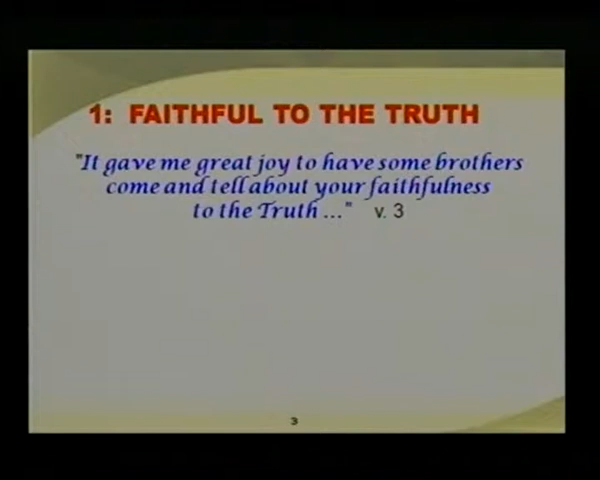 1: FAITHFUL TO THE TRUTH
"It gave me great joy to have some brothers
come and tell about your faithfulness
to the Truth ..." v. 3
3